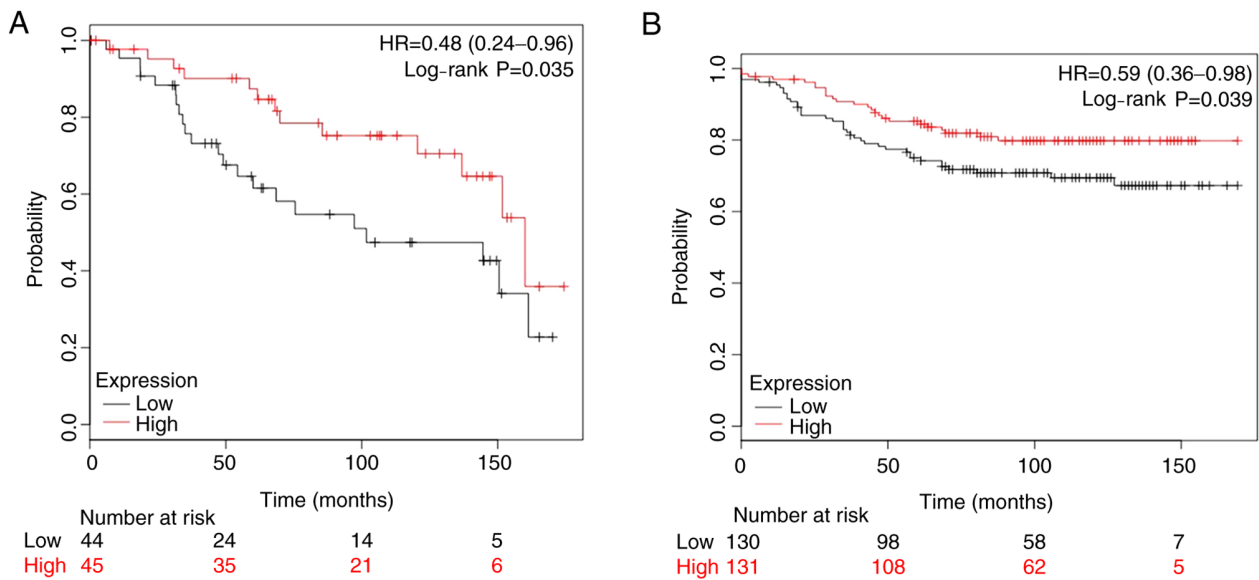 A
HR=0.48 (0.24–0.96)
Log-rank P=0.035
Probability
1.0
0.8
0.6
0.4
0.2
0.0
Expression
Low
High
0 50 100 150
Time (months)
Number at risk
Low 44 24 14 5
High 45 35 21 6
B
HR=0.59 (0.36–0.98)
Log-rank P=0.039
Probability
1.0
0.8
0.6
0.4
0.2
0.0
Expression
Low
High
0 50 100 150
Time (months)
Number at risk
Low 130 98 58 7
High 131 108 62 5